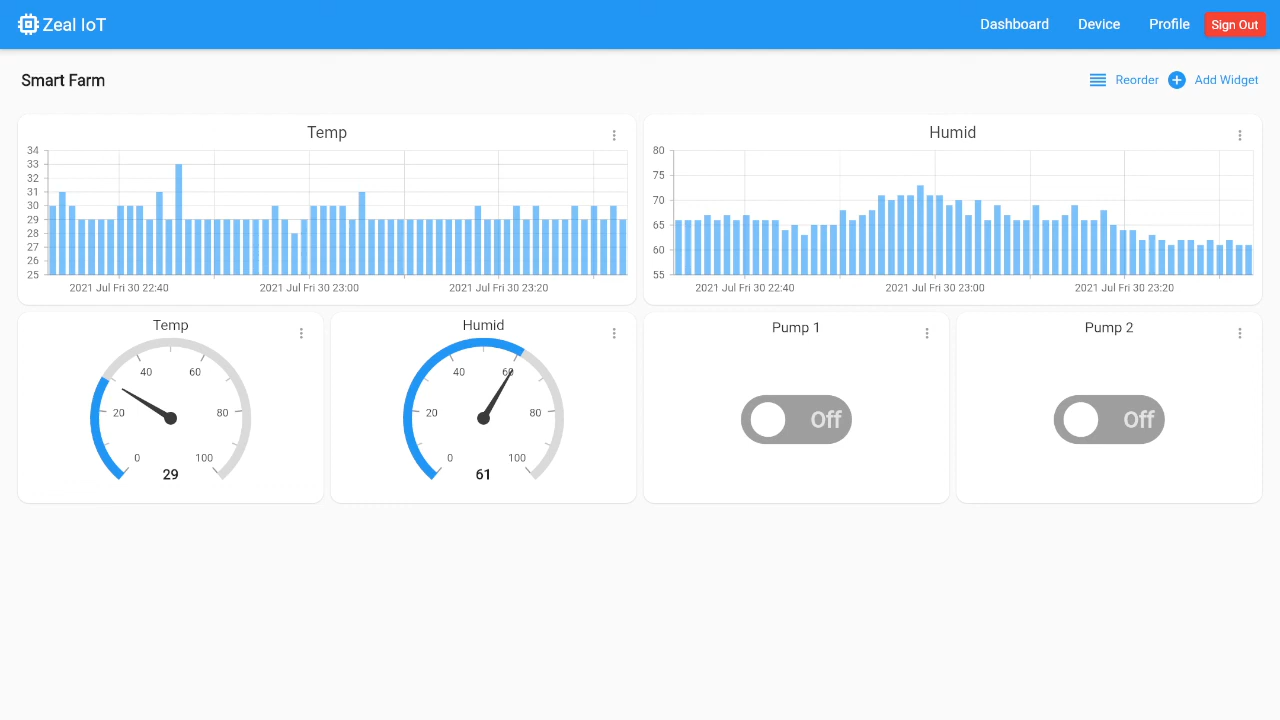 Zeal IoT
Dashboard
Device
Profile
Sign Out
Smart Farm
Reorder
Add Widget
Temp
34
33
32
31
30
29
28
27
26
25
2021 Jul Fri 30 22:40
2021 Jul Fri 30 23:00
2021 Jul Fri 30 23:20
Humid
80
75
70
65
60
55
2021 Jul Fri 30 22:40
2021 Jul Fri 30 23:00
2021 Jul Fri 30 23:20
Temp
0
20
40
60
80
100
29
Humid
0
20
40
60
80
100
61
Pump 1
Off
Pump 2
Off